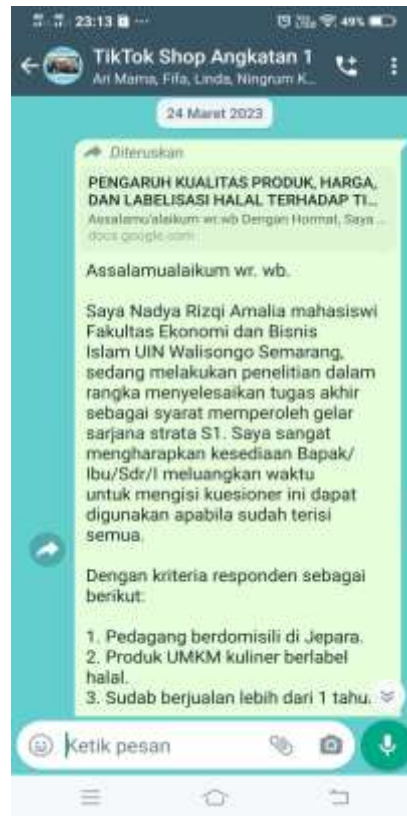 23:13
49%
TikTok Shop Angkatan 1
Ari Mama, Fifa, Linda, Ningrum K...
24 Maret 2023
Diteruskan
PENGARUH KUALITAS PRODUK, HARGA,
DAN LABELISASI HALAL TERHADAP TI...
Assalamu'alaikum wr.wb Dengan Hormat, Saya ...
docs.google.com
Assalamualaikum wr. wb.
Saya Nadya Rizqi Amalia mahasiswi
Fakultas Ekonomi dan Bisnis
Islam UIN Walisongo Semarang,
sedang melakukan penelitian dalam
rangka menyelesaikan tugas akhir
sebagai syarat memperoleh gelar
sarjana strata S1. Saya sangat
mengharapkan kesediaan Bapak/
Ibu/Sdr/I meluangkan waktu
untuk mengisi kuesioner ini dapat
digunakan apabila sudah terisi
semua.
Dengan kriteria responden sebagai
berikut:
1. Pedagang berdomisili di Jepara.
2. Produk UMKM kuliner berlabel
halal.
3. Sudab berjualan lebih dari 1 tahu.
Ketik pesan